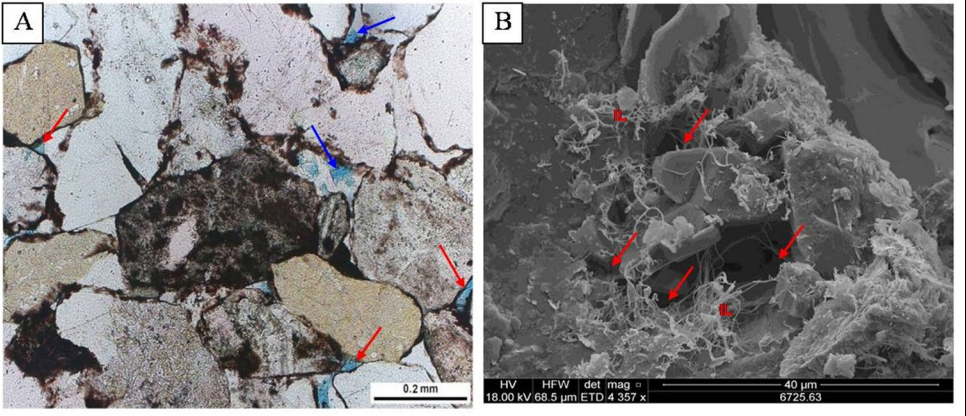 A
B
IL
IL
0.2 mm
HV HFW det mag □ 40 µm
18.00 kV 68.5 µm ETD 4 357 x 6725.63